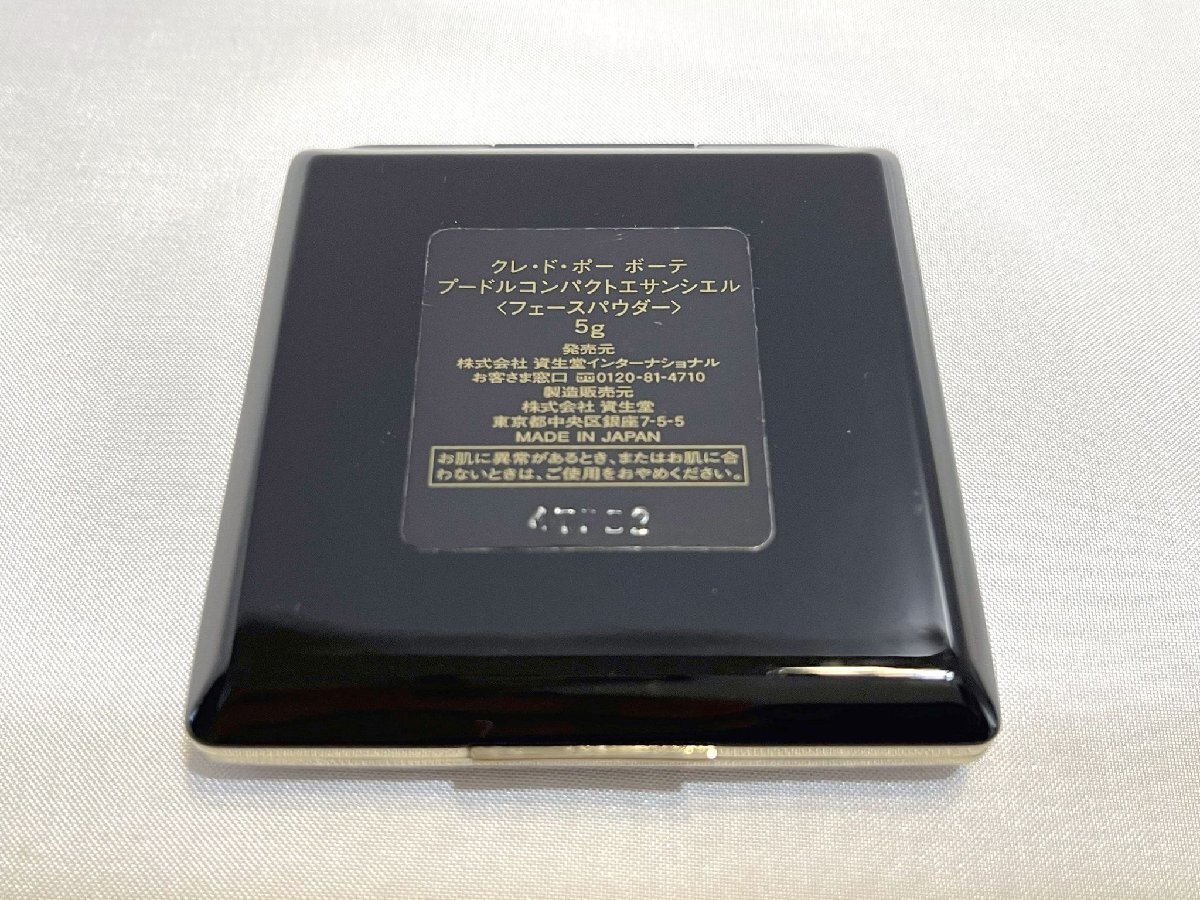 クレ・ド・ポー ボーテ
プードルコンパクトエサンシエル
〈フェースパウダー〉
5g
発売元
株式会社 資生堂インターナショナル
お客さま窓口 0120-81-4710
製造販売元
株式会社 資生堂
東京都中央区銀座7-5-5
MADE IN JAPAN
お肌に異常があるとき、またはお肌に合
わないときは、ご使用をおやめください。